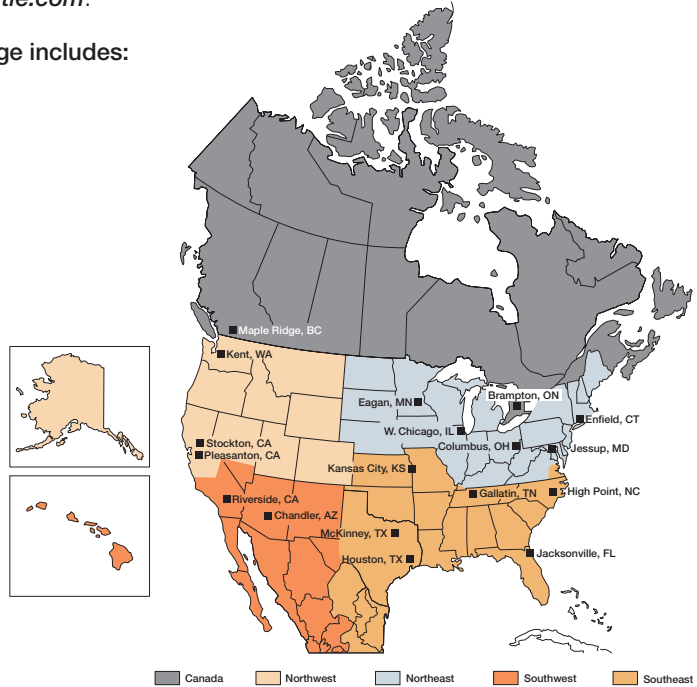 tle.com.
ge includes:
Maple Ridge, BC
Kent, WA
Brampton, ON
Eagan, MN
Enfield, CT
W. Chicago, IL
Stockton, CA
Columbus, OH
Jessup, MD
Pleasanton, CA
Kansas City, KS
Gallatin, TN
High Point, NC
Riverside, CA
Chandler, AZ
McKinney, TX
Jacksonville, FL
Houston, TX
Canada
Northwest
Northeast
Southwest
Southeast